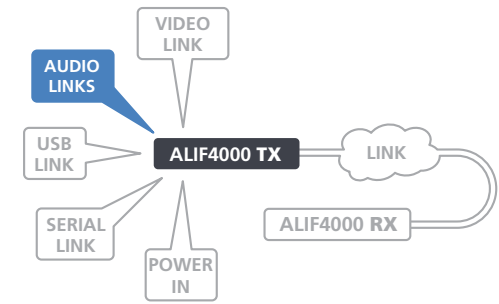 VIDEO
LINK
AUDIO
LINKS
USB
LINK
ALIF4000 TX
LINK
SERIAL
LINK
ALIF4000 RX
POWER
IN